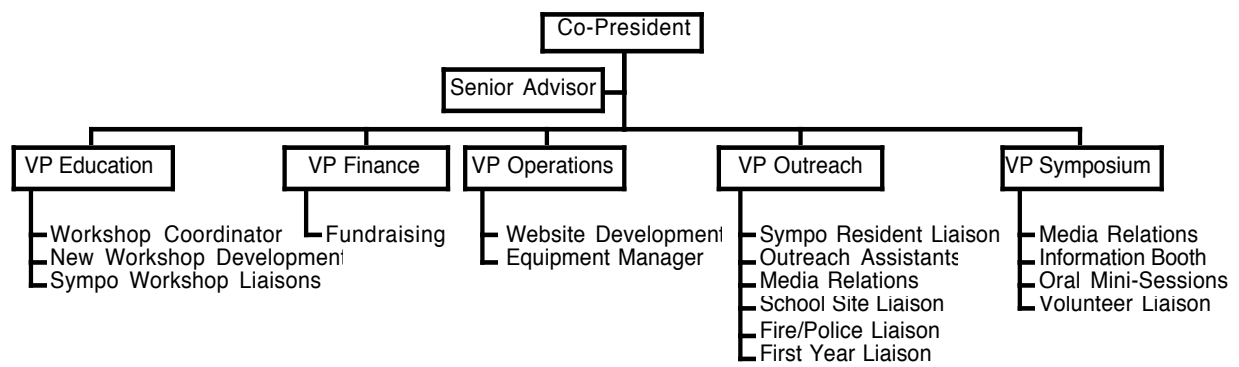 Co-President
Senior Advisor
VP Education
VP Finance
VP Operations
VP Outreach
VP Symposium
Workshop Coordinator
New Workshop Development
Sympo Workshop Liaisons
Fundraising
Website Development
Equipment Manager
Sympo Resident Liaison
Outreach Assistants
Media Relations
School Site Liaison
Fire/Police Liaison
First Year Liaison
Media Relations
Information Booth
Oral Mini-Sessions
Volunteer Liaison